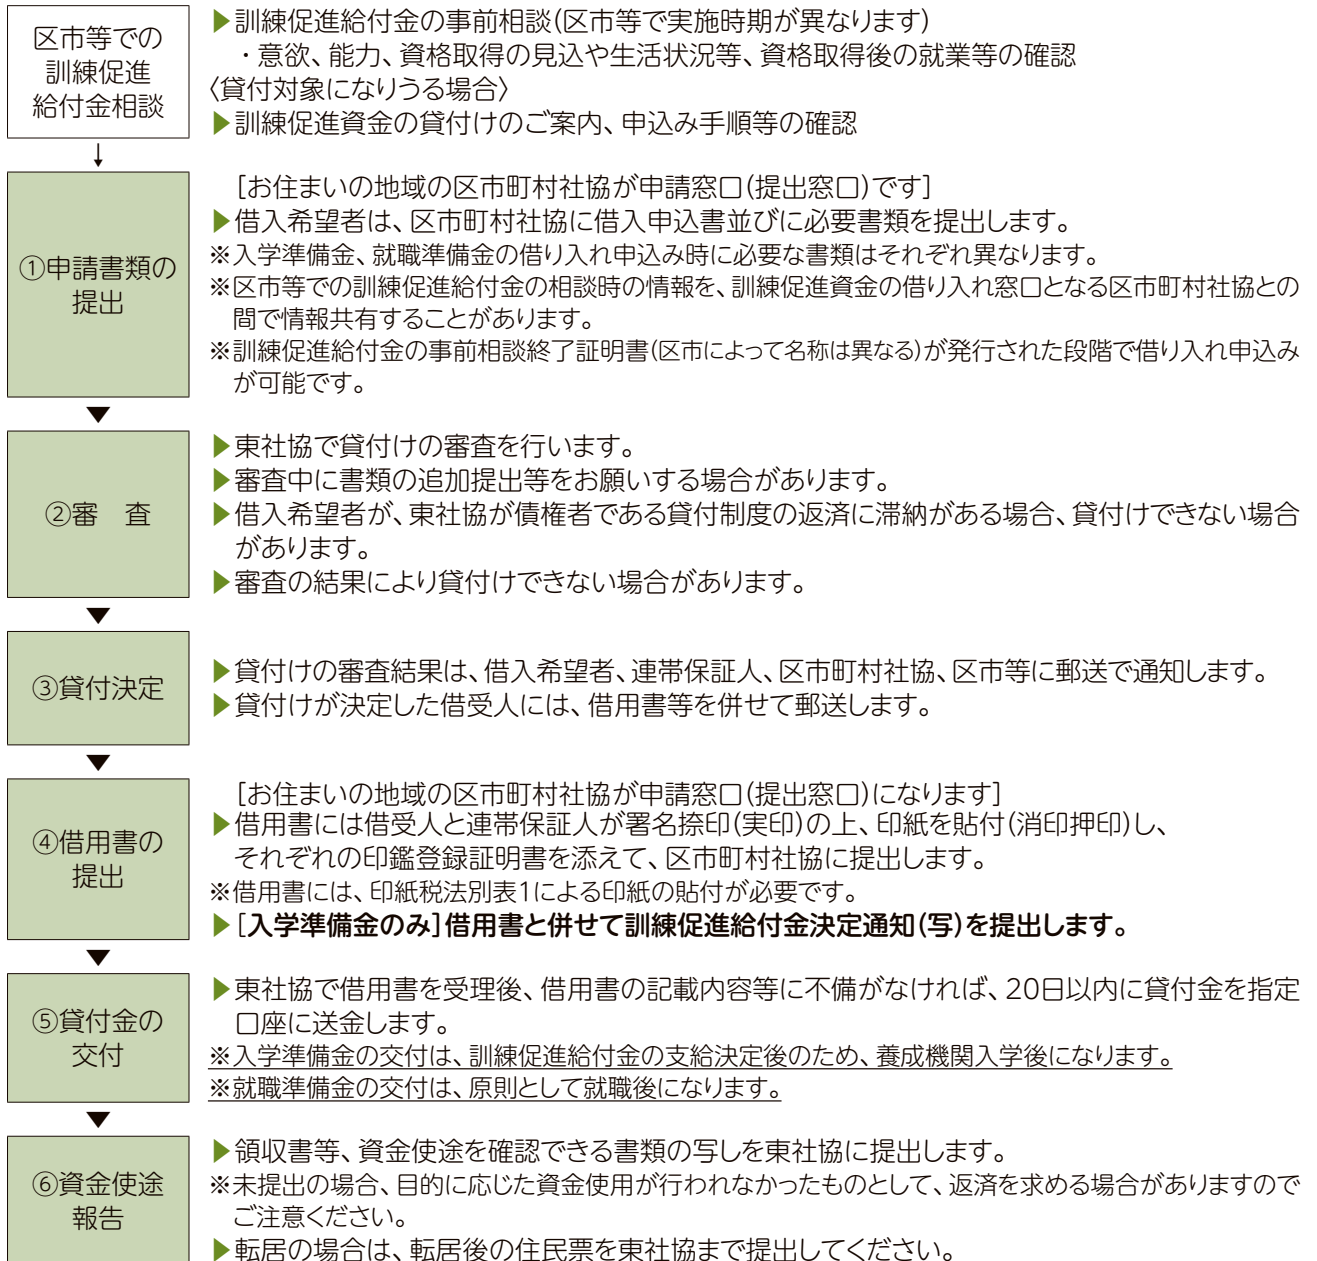 区市等での
訓練促進
給付金相談
▶訓練促進給付金の事前相談(区市等で実施時期が異なります)
・意欲、能力、資格取得の見込や生活状況等、資格取得後の就業等の確認
〈貸付対象になりうる場合〉
▶訓練促進資金の貸付けのご案内、申込み手順等の確認
↓
①申請書類の
提出
[お住まいの地域の区市町村社協が申請窓口(提出窓口)です]
▶借入希望者は、区市町村社協に借入申込書並びに必要書類を提出します。
※入学準備金、就職準備金の借り入れ申込み時に必要な書類はそれぞれ異なります。
※区市等での訓練促進給付金の相談時の情報を、訓練促進資金の借り入れ窓口となる区市町村社協との
間で情報共有することがあります。
※訓練促進給付金の事前相談終了証明書(区市によって名称は異なる)が発行された段階で借り入れ申込み
が可能です。
▼
②審　査
▶東社協で貸付けの審査を行います。
▶審査中に書類の追加提出等をお願いする場合があります。
▶借入希望者が、東社協が債権者である貸付制度の返済に滞納がある場合、貸付けできない場合
があります。
▶審査の結果により貸付けできない場合があります。
▼
③貸付決定
▶貸付けの審査結果は、借入希望者、連帯保証人、区市町村社協、区市等に郵送で通知します。
▶貸付けが決定した借受人には、借用書等を併せて郵送します。
▼
④借用書の
提出
[お住まいの地域の区市町村社協が申請窓口(提出窓口)になります]
▶借用書には借受人と連帯保証人が署名捺印(実印)の上、印紙を貼付(消印押印)し、
それぞれの印鑑登録証明書を添えて、区市町村社協に提出します。
※借用書には、印紙税法別表1による印紙の貼付が必要です。
▶[入学準備金のみ]借用書と併せて訓練促進給付金決定通知(写)を提出します。
▼
⑤貸付金の
交付
▶東社協で借用書を受理後、借用書の記載内容等に不備がなければ、20日以内に貸付金を指定
口座に送金します。
※入学準備金の交付は、訓練促進給付金の支給決定後のため、養成機関入学後になります。
※就職準備金の交付は、原則として就職後になります。
▼
⑥資金使途
報告
▶領収書等、資金使途を確認できる書類の写しを東社協に提出します。
※未提出の場合、目的に応じた資金使用が行われなかったものとして、返済を求める場合がありますので
ご注意ください。
▶転居の場合は、転居後の住民票を東社協まで提出してください。